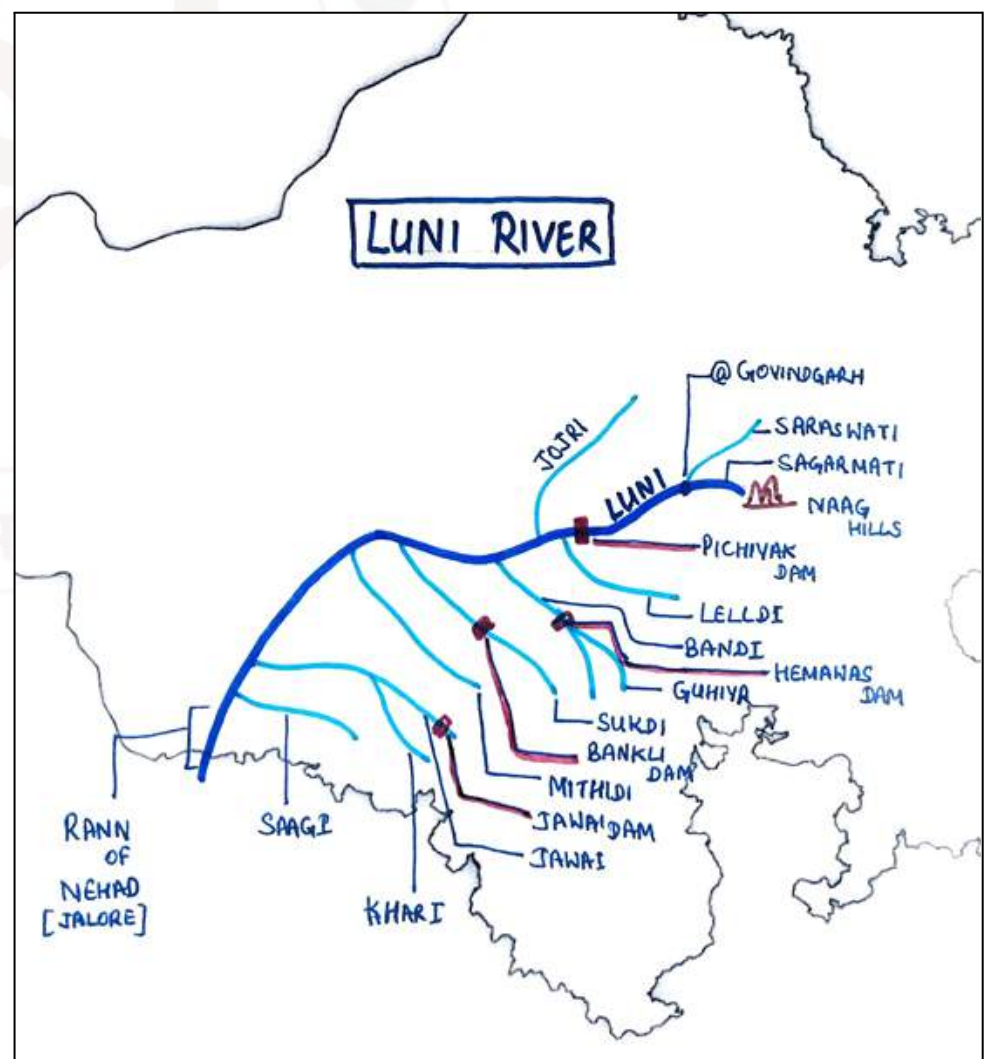 LUNI RIVER
@ GOVINDGARH
SARASWATI
JOJRI
SAGARMATI
LUNI
NAAG
HILLS
PICHIYAK
DAM
LELLDI
BANDI
HEMAWAS
DAM
GUHIYA
SUKDI
BANKLI
DAM
MITHLDI
JAWAI DAM
JAWAI
SAAGI
RANN
OF
NEHAD
[JALORE]
KHARI